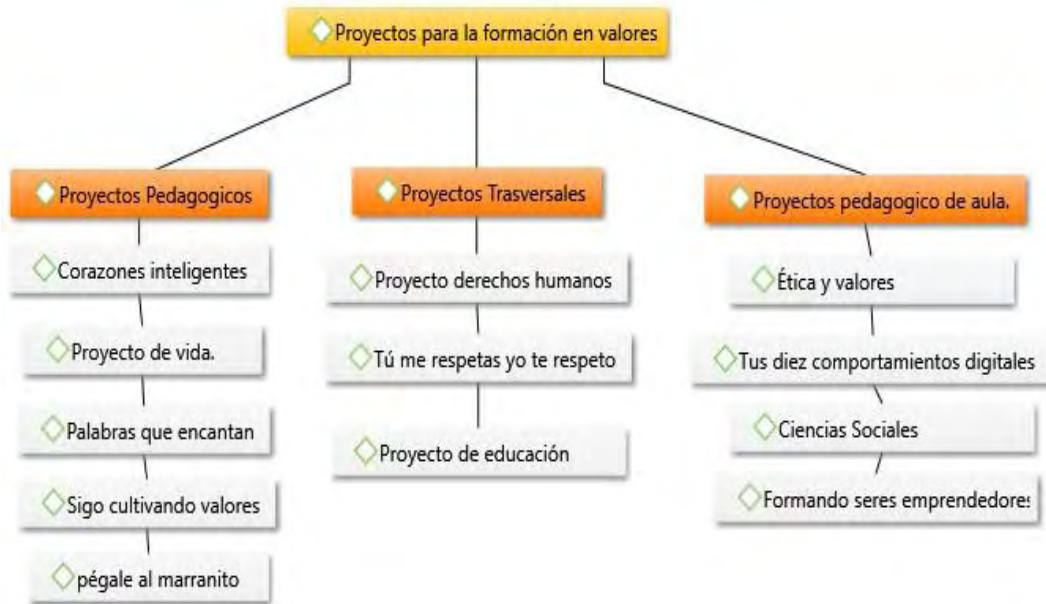 Proyectos para la formación en valores
Proyectos Pedagogicos
Corazones inteligentes
Proyecto de vida.
Palabras que encantan
Sigo cultivando valores
pégale al marranito
Proyectos Trasversales
Proyecto derechos humanos
Tú me respetas yo te respeto
Proyecto de educación
Proyectos pedagogico de aula.
Ética y valores
Tus diez comportamientos digitales
Ciencias Sociales
Formando seres emprendedores